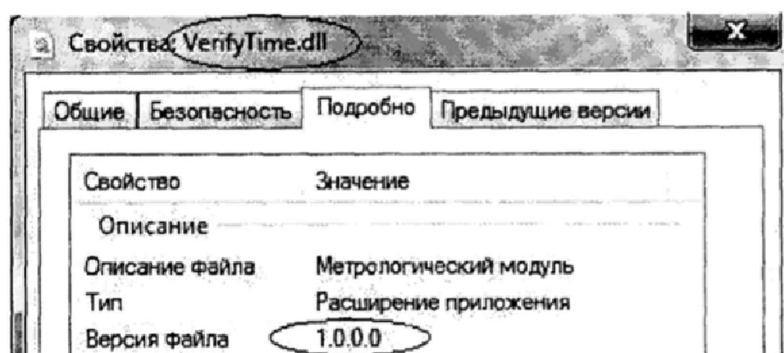 Свойства: VerifyTime.dll
Общие Безопасность Подробно Предыдущие версии
Свойство Значение
Описание
Описание файла Метрологический модуль
Тип Расширение приложения
Версия файла 1.0.0.0